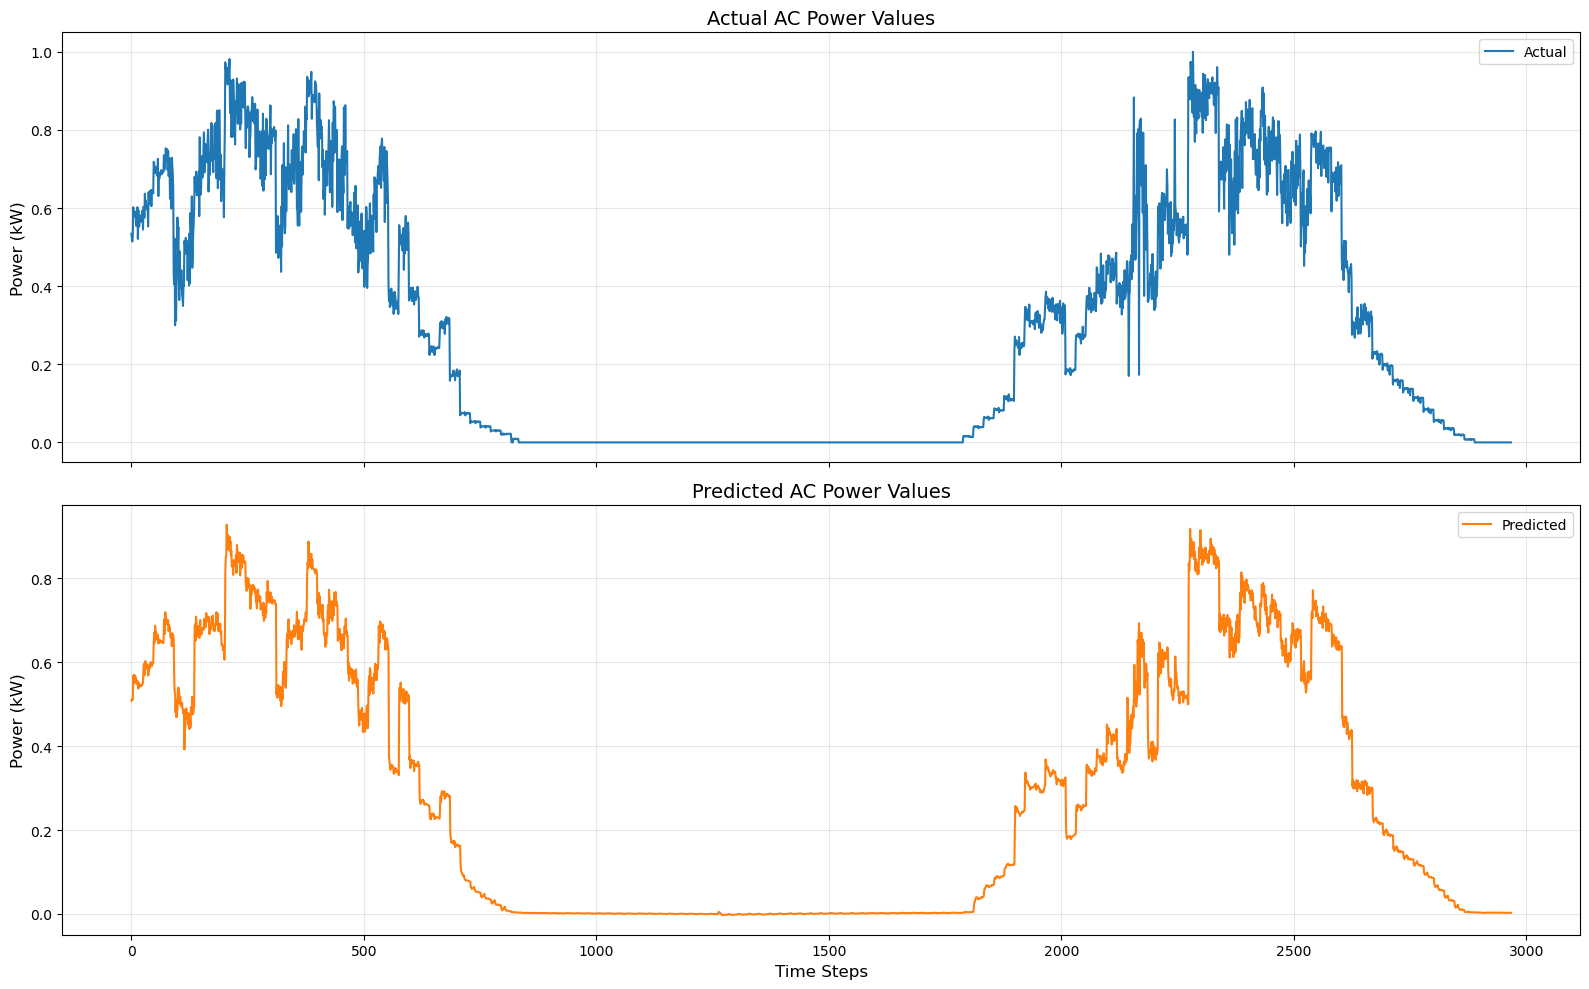 Actual AC Power Values
Actual
1.0
0.8
0.6
0.4
0.2
0.0
Power (kW)
Predicted AC Power Values
Predicted
0.8
0.6
0.4
0.2
0.0
Power (kW)
0 500 1000 1500 2000 2500 3000
Time Steps